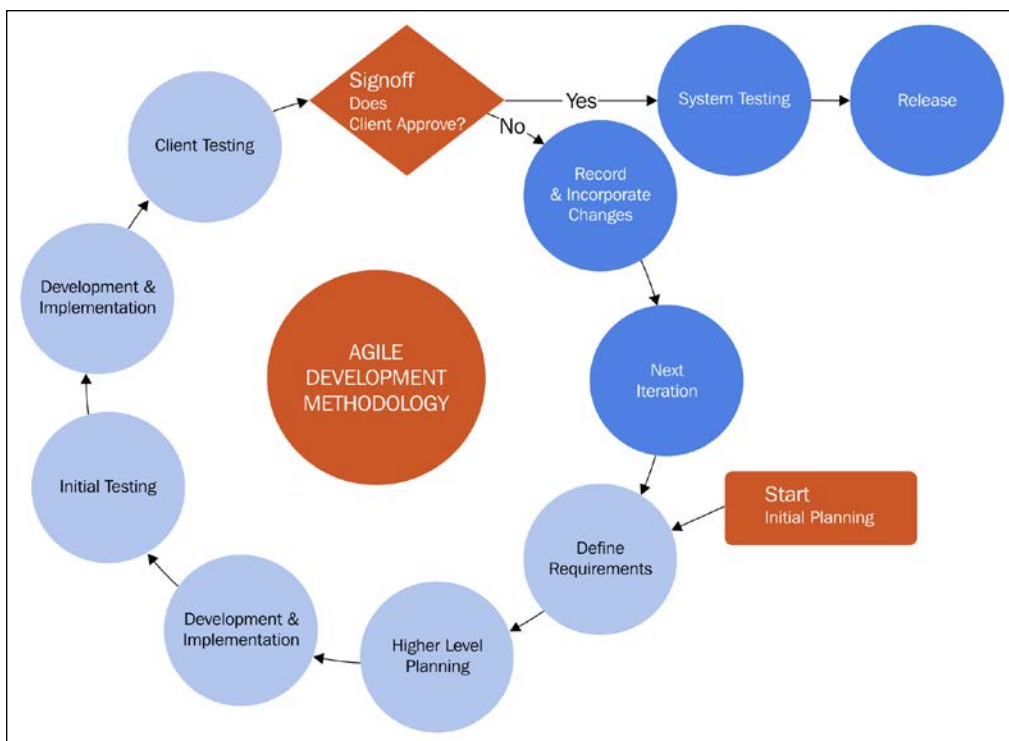 Signoff
Does
Client Approve?
Yes
No
System Testing
Release
Record
& Incorporate
Changes
Next
Iteration
Start
Initial Planning
Define
Requirements
Higher Level
Planning
Development &
Implementation
Initial Testing
Development &
Implementation
Client Testing
AGILE
DEVELOPMENT
METHODOLOGY